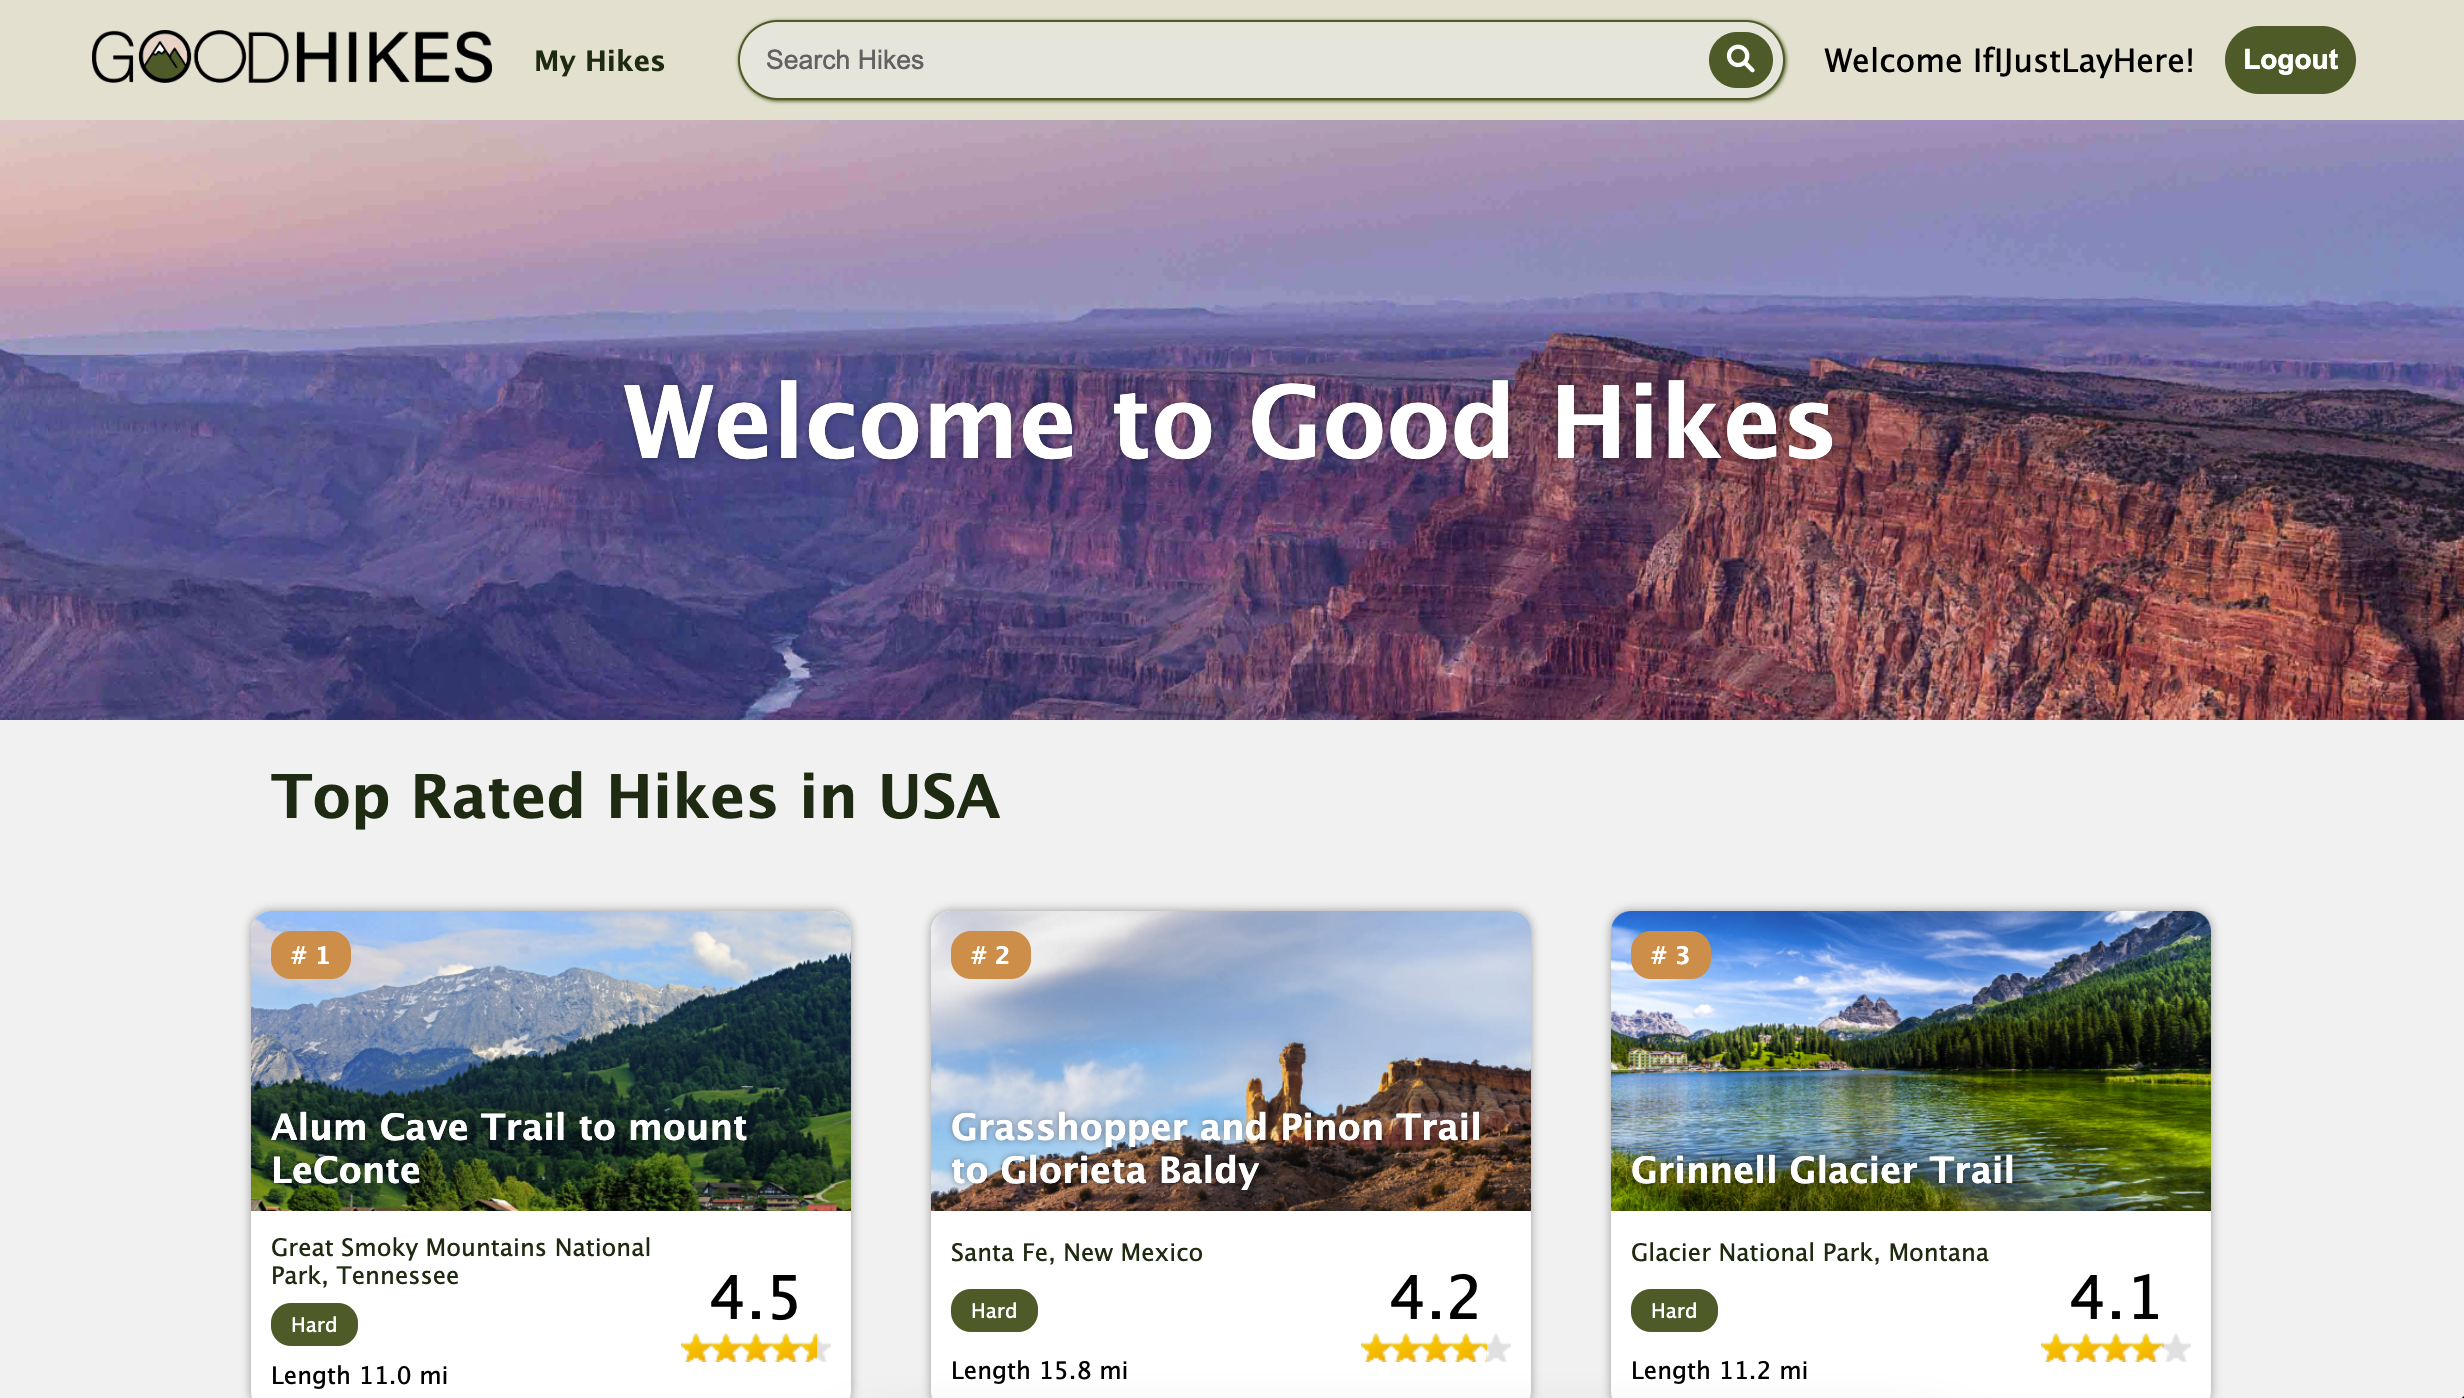 GOODHIKES
My Hikes
Search Hikes
Welcome IfIJustLayHere!
Logout
Welcome to Good Hikes
Top Rated Hikes in USA
# 1
Alum Cave Trail to mount
LeConte
Great Smoky Mountains National
Park, Tennessee
Hard
4.5
Length 11.0 mi
# 2
Grasshopper and Pinon Trail
to Glorieta Baldy
Santa Fe, New Mexico
Hard
4.2
Length 15.8 mi
# 3
Grinnell Glacier Trail
Glacier National Park, Montana
Hard
4.1
Length 11.2 mi